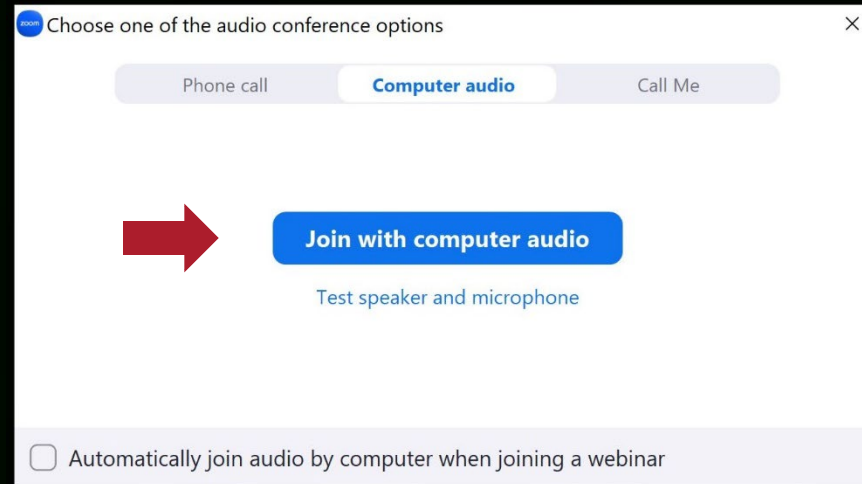 zoom Choose one of the audio conference options
Phone call Computer audio Call Me
Join with computer audio
Test speaker and microphone
Automatically join audio by computer when joining a webinar